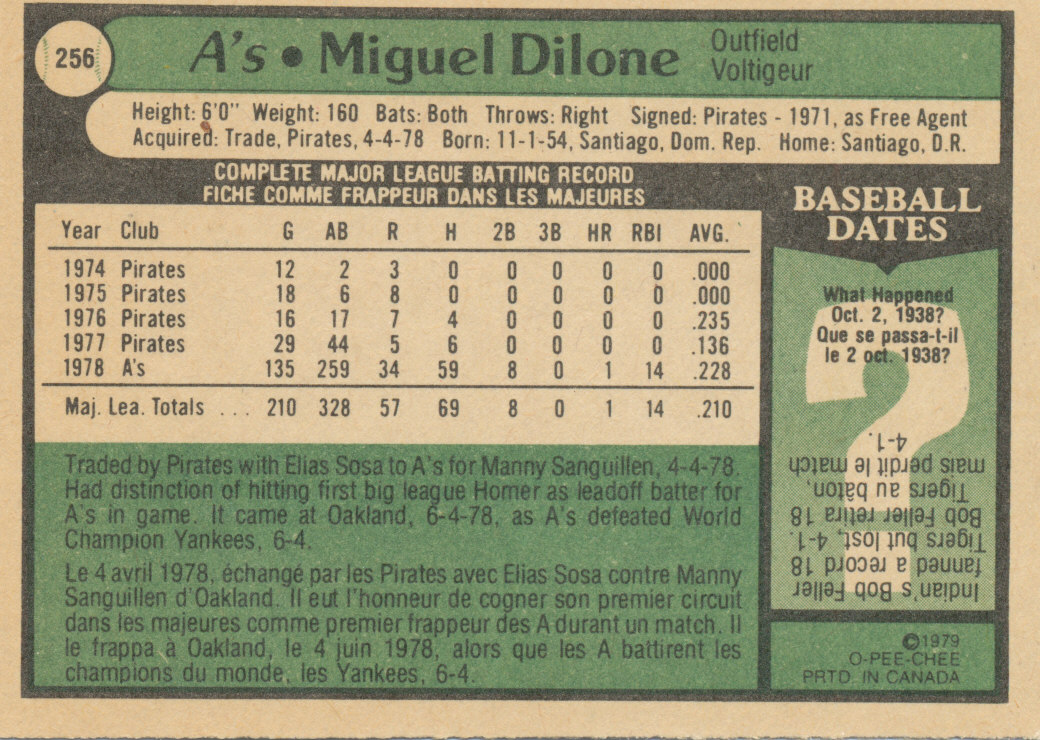 256
A's • Miguel Dilone
Outfield
Voltigeur
Height: 6'0" Weight: 160 Bats: Both Throws: Right Signed: Pirates - 1971, as Free Agent
Acquired: Trade, Pirates, 4-4-78 Born: 11-1-54, Santiago, Dom. Rep. Home: Santiago, D.R.
COMPLETE MAJOR LEAGUE BATTING RECORD
FICHE COMME FRAPPEUR DANS LES MAJEURES
Year Club G AB R H 2B 3B HR RBI AVG.
1974 Pirates 12 2 3 0 0 0 0 0 .000
1975 Pirates 18 6 8 0 0 0 0 0 .000
1976 Pirates 16 17 7 4 0 0 0 0 .235
1977 Pirates 29 44 5 6 0 0 0 0 .136
1978 A's 135 259 34 59 8 0 1 14 .228
Maj. Lea. Totals ... 210 328 57 69 8 0 1 14 .210
Traded by Pirates with Elias Sosa to A's for Manny Sanguillen, 4-4-78.
Had distinction of hitting first big league Homer as leadoff batter for
A's in game. It came at Oakland, 6-4-78, as A's defeated World
Champion Yankees, 6-4.
Le 4 avril 1978, échangé par les Pirates avec Elias Sosa contre Manny
Sanguillen d'Oakland. Il eut l'honneur de cogner son premier circuit
dans les majeures comme premier frappeur des A durant un match. Il
le frappa à Oakland, le 4 juin 1978, alors que les A battirent les
champions du monde, les Yankees, 6-4.
BASEBALL
DATES
What Happened
Oct. 2, 1938?
Que se passa-t-il
le 2 oct. 1938?
Indian's Bob Feller
fanned a record 18
Tigers but lost, 4-1.
Bob Feller retira 18
Tigers au bâton,
mais perdit le match
4-1.
©1979
O-PEE-CHEE
PRTD. IN CANADA